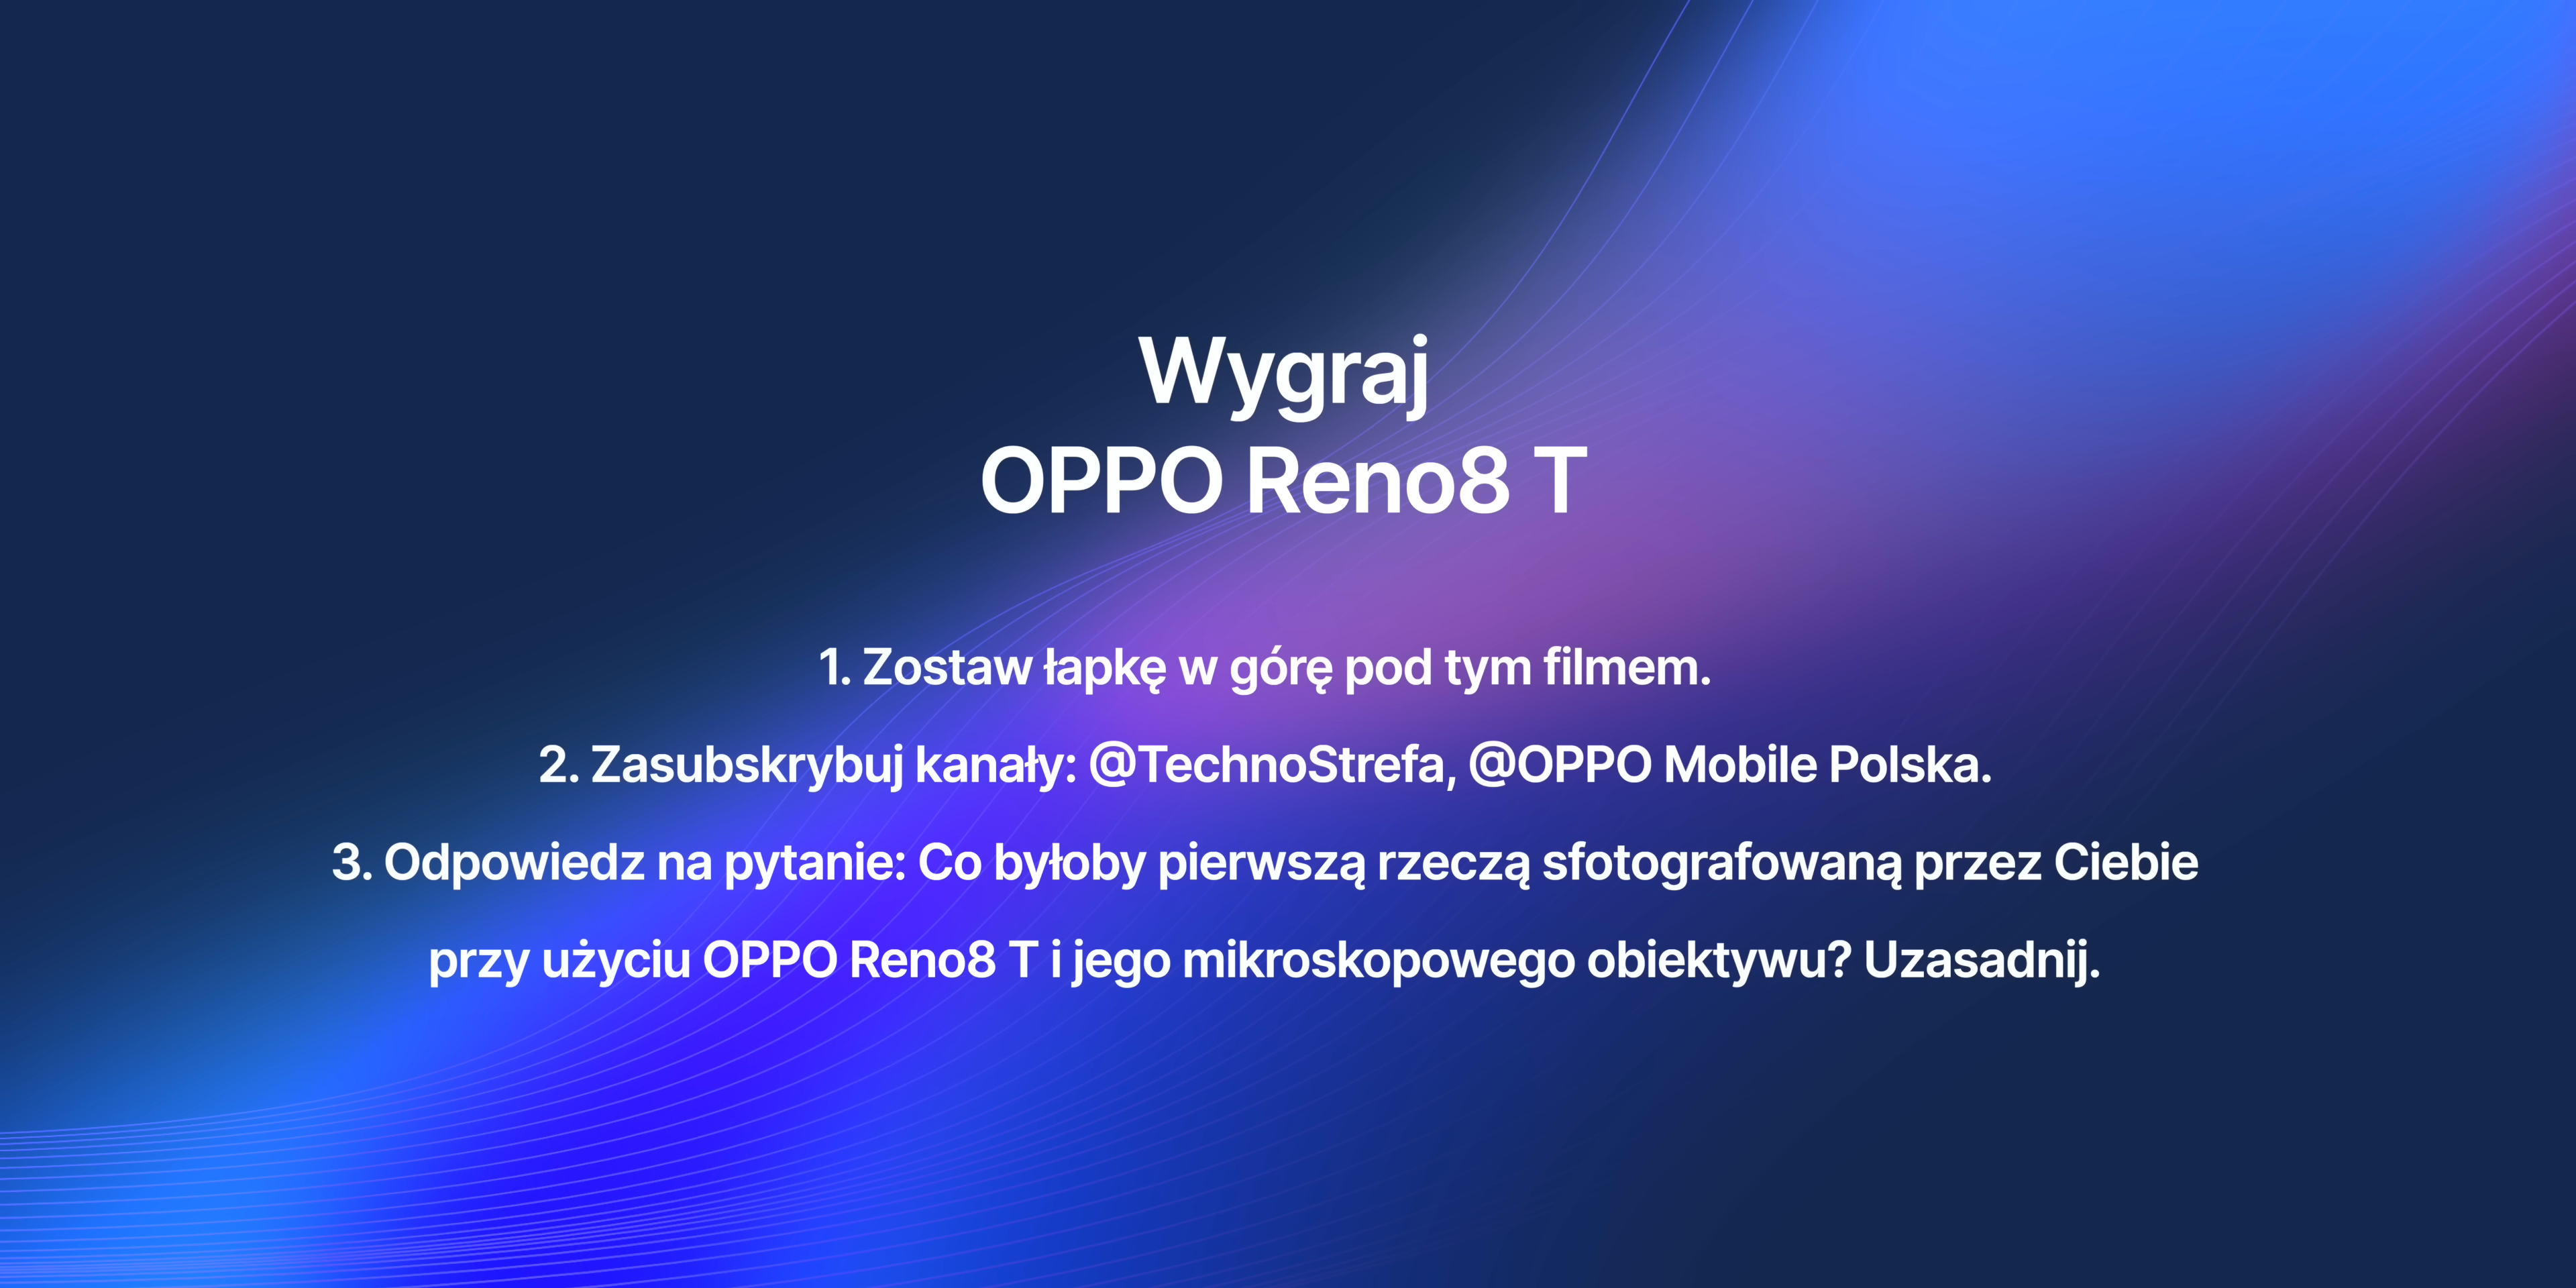 Wygraj
OPPO Reno8 T
1. Zostaw łapkę w górę pod tym filmem.
2. Zasubskrybuj kanały: @TechnoStrefa, @OPPO Mobile Polska.
3. Odpowiedz na pytanie: Co byłoby pierwszą rzeczą sfotografowaną przez Ciebie
przy użyciu OPPO Reno8 T i jego mikroskopowego obiektywu? Uzasadnij.